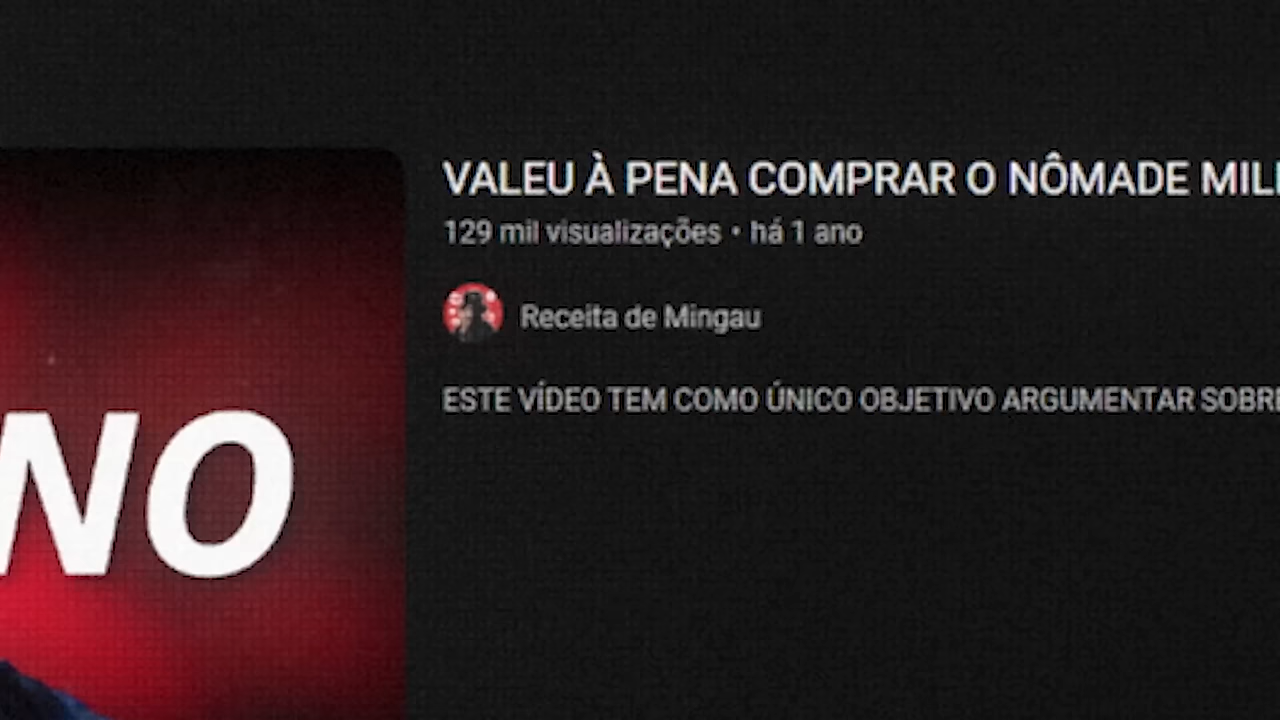 VALEU À PENA COMPRAR O NÔMADE
129 mil visualizações • há 1 ano
Receita de Mingau
ESTE VÍDEO TEM COMO ÚNICO OBJETIVO ARGUMENTAR SOBRE
NO